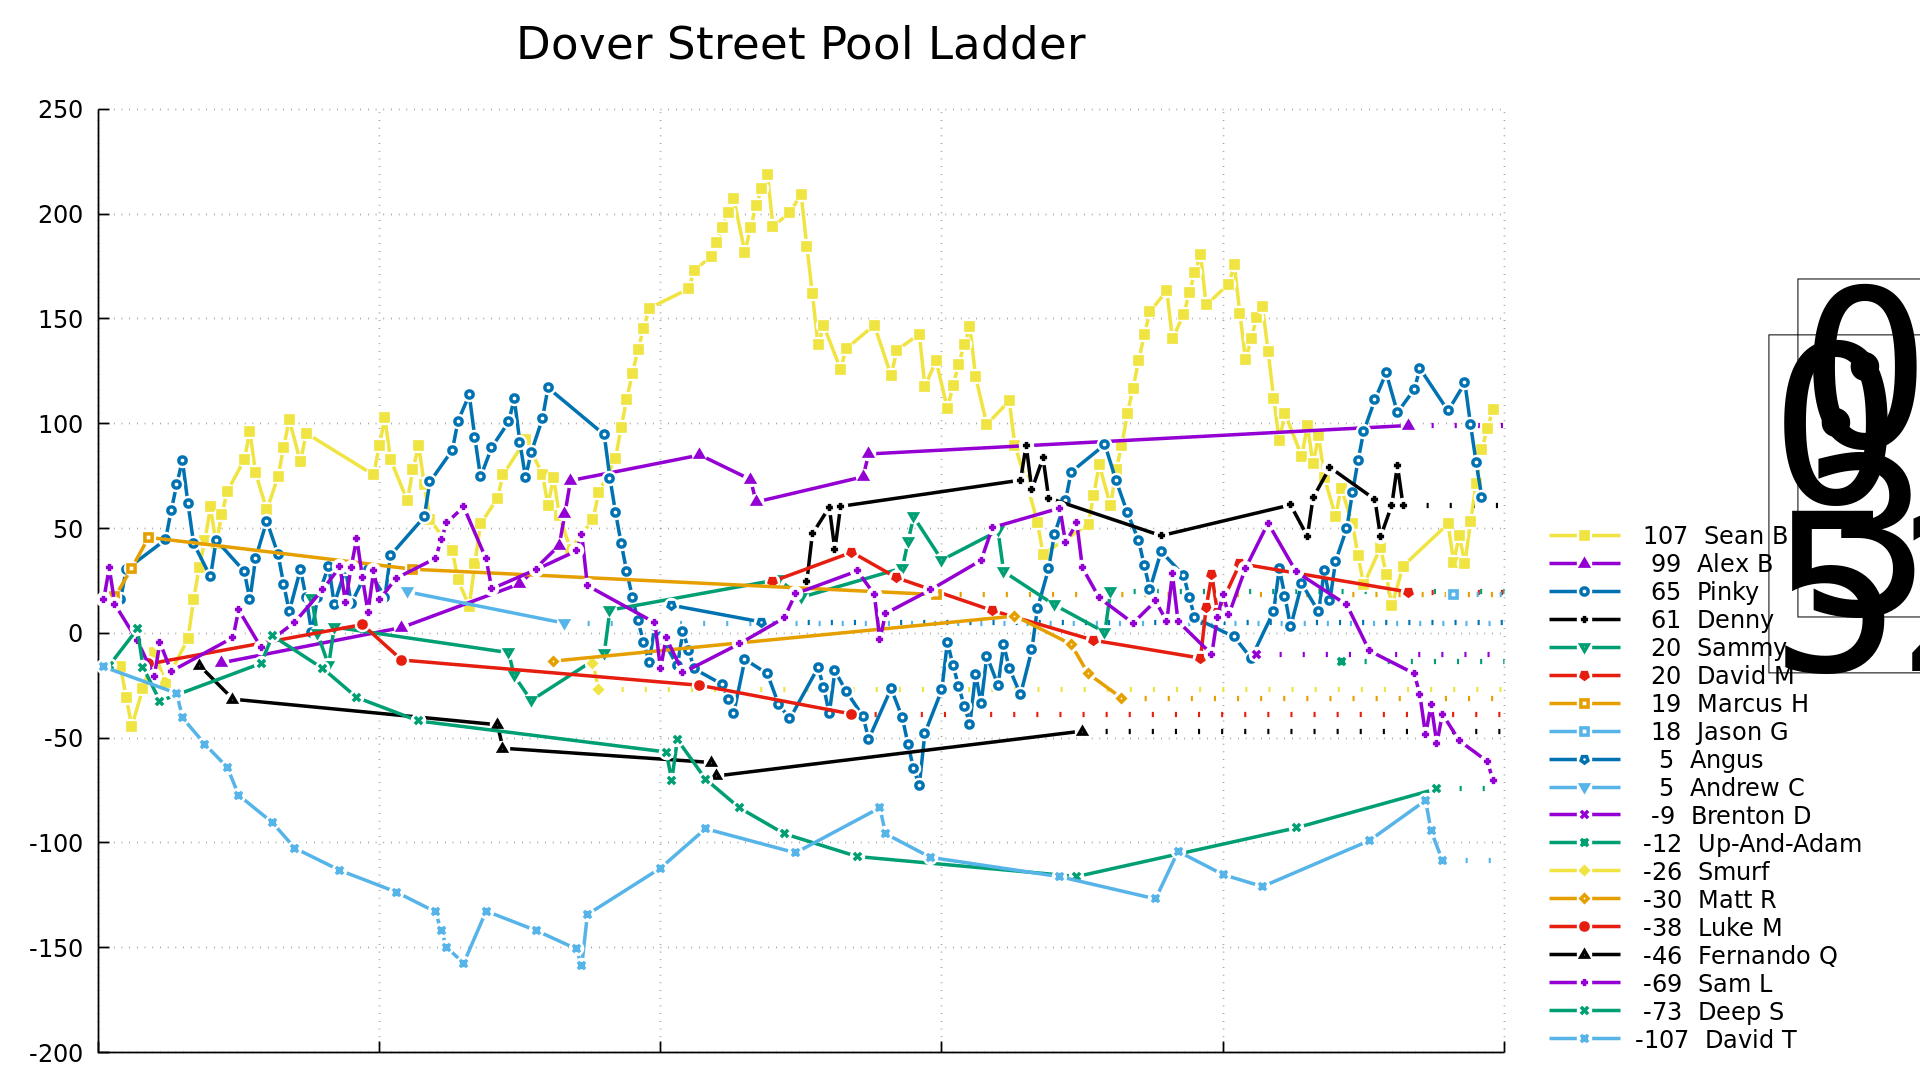 Dover Street Pool Ladder
250
200
150
100
50
0
-50
-100
-150
-200
107 Sean B
99 Alex B
65 Pinky
61 Denny
20 Sammy
20 David M
19 Marcus H
18 Jason G
5 Angus
5 Andrew C
-9 Brenton D
-12 Up-And-Adam
-26 Smurf
-30 Matt R
-38 Luke M
-46 Fernando Q
-69 Sam L
-73 Deep S
-107 David T